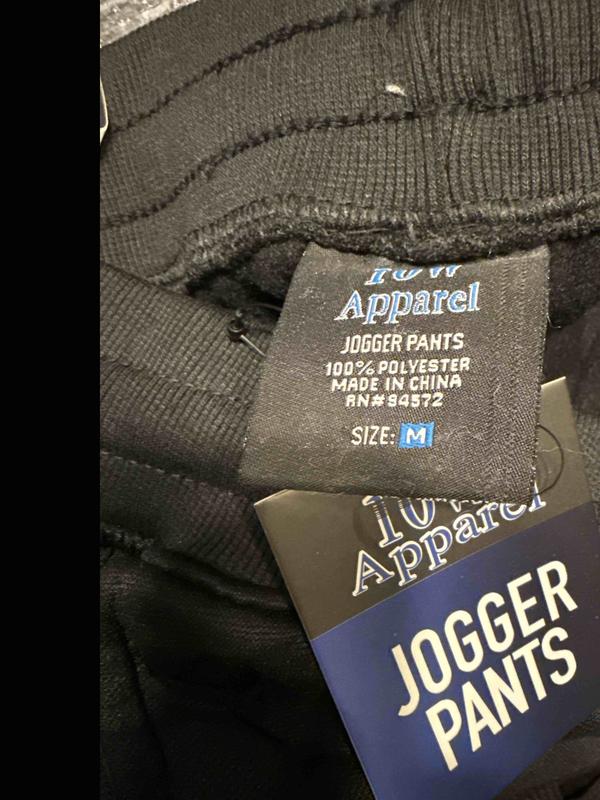 Apparel
JOGGER PANTS
100% POLYESTER
MADE IN CHINA
RN#94572
SIZE: M
Apparel
JOGGER
PANTS